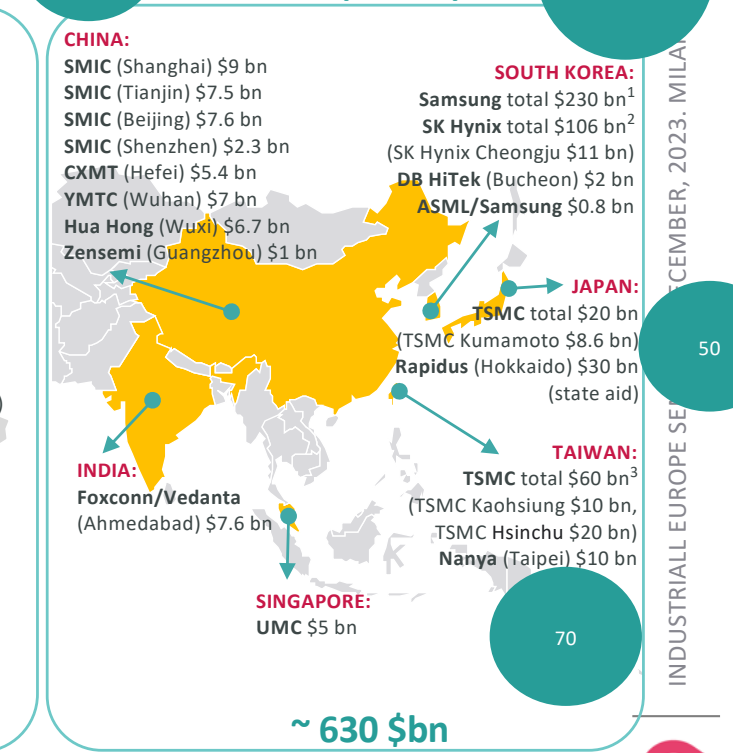 CHINA:
SMIC (Shanghai) $9 bn
SMIC (Tianjin) $7.5 bn
SMIC (Beijing) $7.6 bn
SMIC (Shenzhen) $2.3 bn
CXMT (Hefei) $5.4 bn
YMTC (Wuhan) $7 bn
Hua Hong (Wuxi) $6.7 bn
Zensemi (Guangzhou) $1 bn
SOUTH KOREA:
Samsung total $230 bn¹
SK Hynix total $106 bn²
(SK Hynix Cheongju $11 bn)
DB HiTek (Bucheon) $2 bn
ASML/Samsung $0.8 bn
JAPAN:
TSMC total $20 bn
(TSMC Kumamoto $8.6 bn)
Rapidus (Hokkaido) $30 bn
(state aid)
50
TAIWAN:
TSMC total $60 bn³
(TSMC Kaohsiung $10 bn,
TSMC Hsinchu $20 bn)
Nanya (Taipei) $10 bn
INDIA:
Foxconn/Vedanta
(Ahmedabad) $7.6 bn
SINGAPORE:
UMC $5 bn
70
~ 630 $bn
INDUSTRIALL EUROPE 2023.